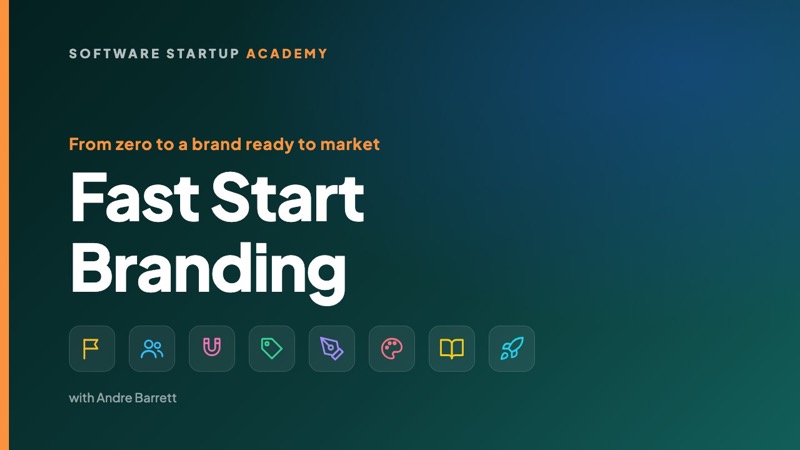 SOFTWARE STARTUP ACADEMY
From zero to a brand ready to market
Fast Start
Branding
with Andre Barrett